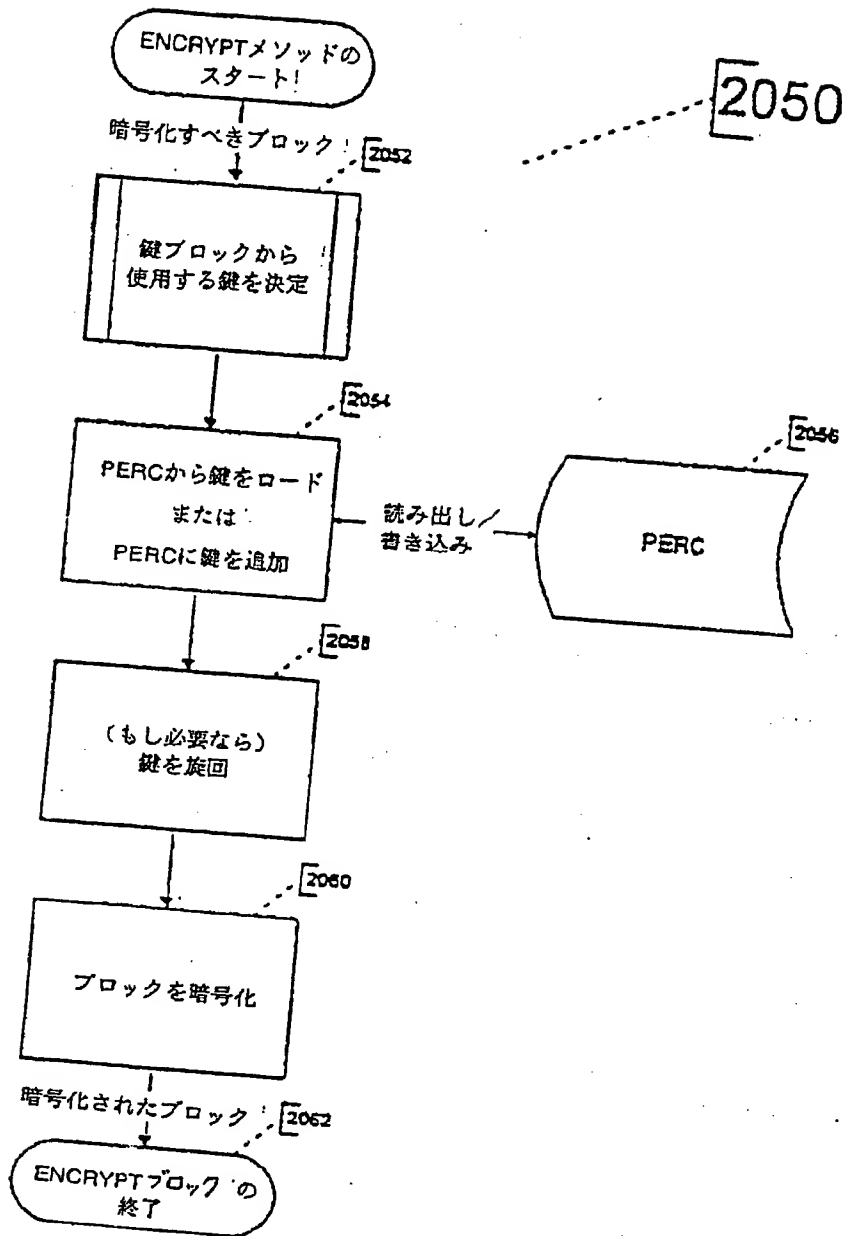 ENCRYPTメソッドの
スタート!
2050
暗号化すべきブロック!
2052
鍵ブロックから
使用する鍵を決定
2054
PERCから鍵をロード
または
PERCに鍵を追加
読み出し/
書き込み
2056
PERC
2058
(もし必要なら)
鍵を旋回
2060
ブロックを暗号化
暗号化されたブロック!
2062
ENCRYPTブロックの
終了